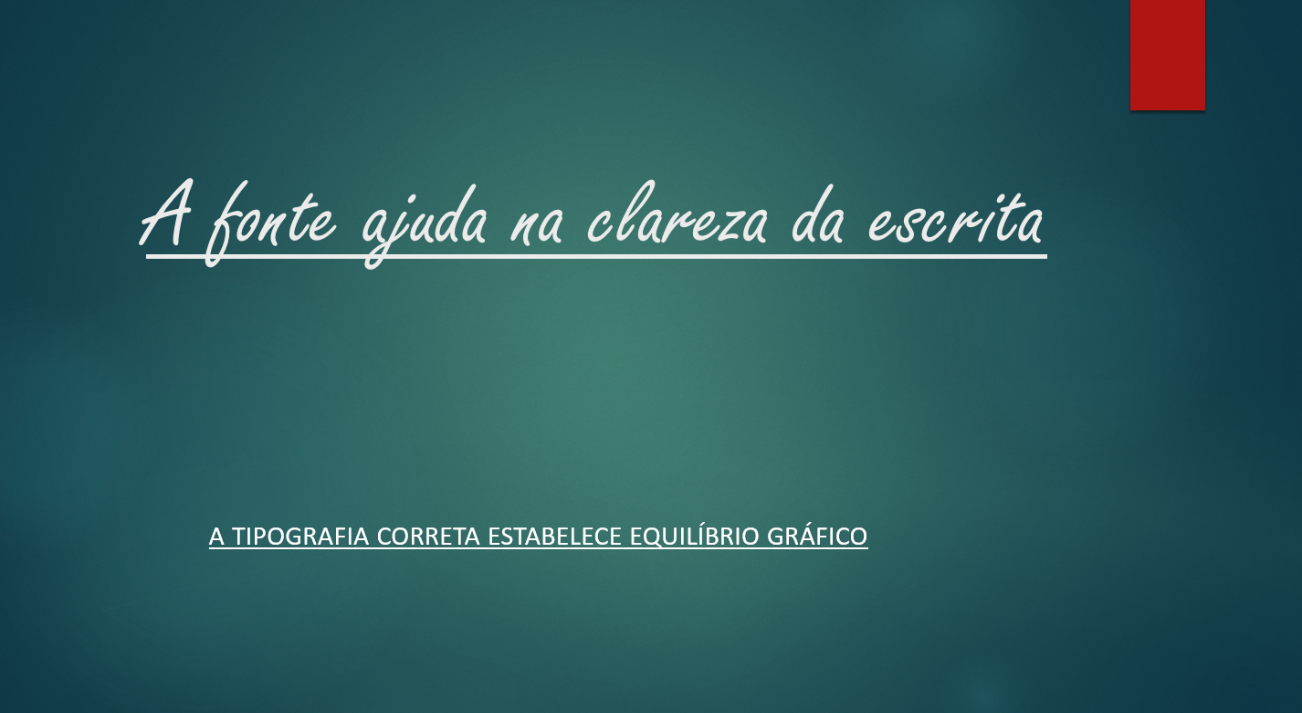 A fonte ajuda na clareza da escrita
A TIPOGRAFIA CORRETA ESTABELECE EQUILÍBRIO GRÁFICO